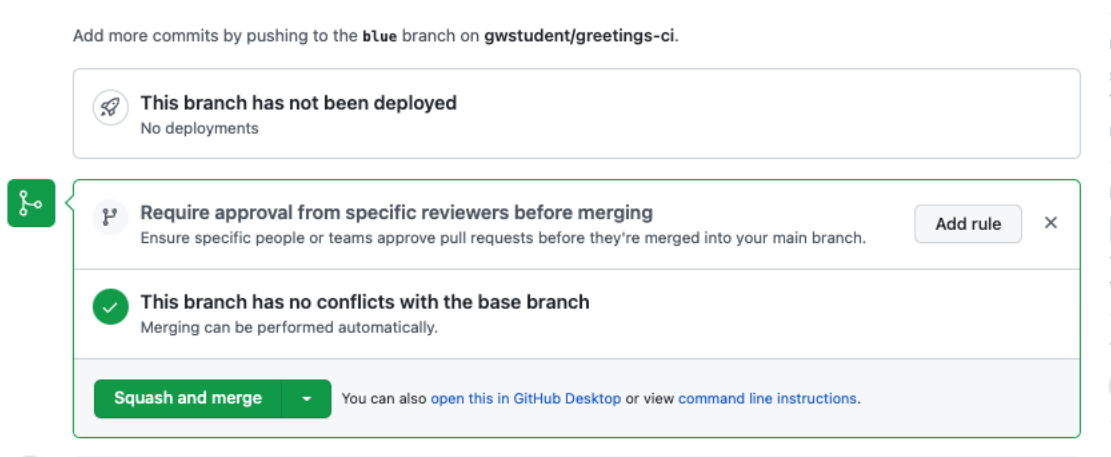 Add more commits by pushing to the blue branch on gwstudent/greetings-ci.
This branch has not been deployed
No deployments
Require approval from specific reviewers before merging
Ensure specific people or teams approve pull requests before they're merged into your main branch.
Add rule
This branch has no conflicts with the base branch
Merging can be performed automatically.
Squash and merge
You can also open this in GitHub Desktop or view command line instructions.